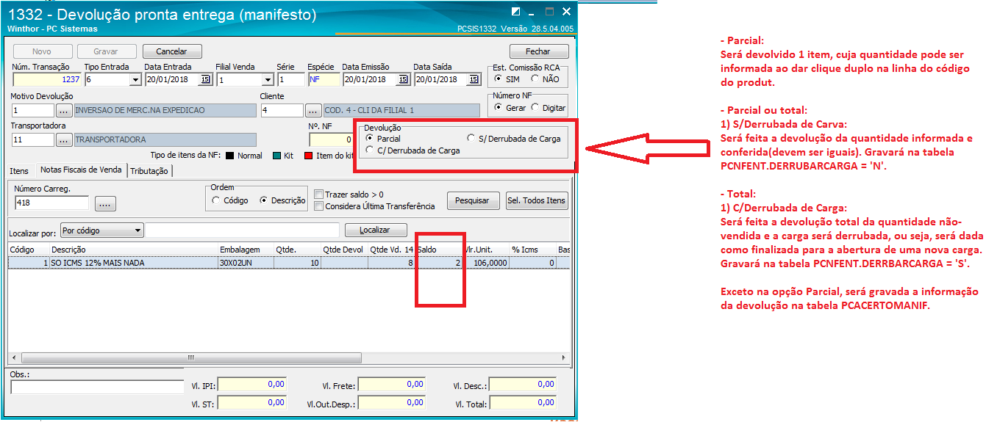 1332 - Devolução pronta entrega (manifesto)
Winthor - PC Sistemas
PCSIS1332 Versão 28.5.04.005
Novo Gravar Cancelar Fechar
Núm. Transação Tipo Entrada Data Entrada Filial Venda Série Espécie Data Emissão Data Saída Est. Comissão RCA
1237 6 20/01/2018 15 1 1 NF 20/01/2018 15 20/01/2018 15 SIM NÃO
Motivo Devolução Cliente Número NF
1 ... INVERSAO DE MERC.NA EXPEDICAO 4 ... COD. 4 - CLI DA FILIAL 1 Gerar Digitar
Transportadora Nº. NF Devolução
11 ... TRANSPORTADORA 0 Parcial S/Derrubada de Carga
C/Derrubada de Carga
Tipo de itens da NF: Normal Kit Item do kit
Itens Notas Fiscais de Venda Tributação
Número Carreg. Ordem
418 .... Código Descrição
Trazer saldo > 0
Considera Última Transferência
Pesquisar Sel. Todos Itens
Localizar por: Por código Localizar
Código Descrição Embalagem Qtde. Qtde Devol Qtde Vd. 14 Saldo Vlr.Unit. % Icms Bas
1 SO ICMS 12% MAIS NADA 30X02UN 10 8 2 106,0000 0
Obs.:
Vl. IPI: 0,00 Vl. Frete: 0,00 Vl. Desc.: 0,00
Vl. ST: 0,00 Vl.Out.Desp.: 0,00 Vl. Total: 0,00
- Parcial:
Será devolvido 1 item, cuja quantidade pode ser
informada ao dar clique duplo na linha do código
do produt.
- Parcial ou total:
1) S/Derrubada de Carva:
Será feita a devolução da quantidade informada e
conferida(devem ser iguais). Gravará na tabela
PCNFENT.DERRUBARCARGA = 'N'.
- Total:
1) C/Derrubada de Carga:
Será feita a devolução total da quantidade não-
vendida e a carga será derrubada, ou seja, será dada
como finalizada para a abertura de uma nova carga.
Gravará na tabela PCNFENT.DERRBARCARGA = 'S'.
Exceto na opção Parcial, será gravada a informação
da devolução na tabela PCACERTOMANIF.